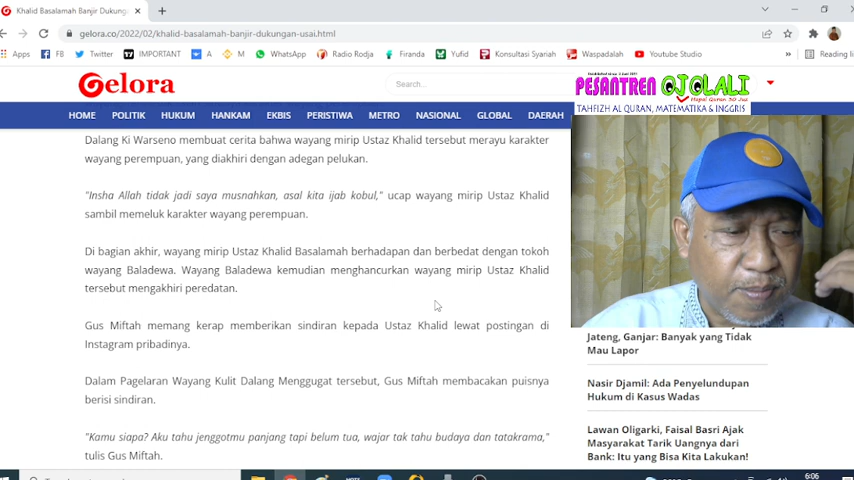 Khalid Basalamah Banjir Dukung
gelora.co/2022/02/khalid-basalamah-banjir-dukungan-usai.html
Apps FB Twitter IMPORTANT A M WhatsApp Radio Rodja Firanda Yufid Konsultasi Syariah Waspadalah Youtube Studio » Reading li
Gelora
Search...
PESANTREN OJOLALI
Hapal Quran 30 Juz
TAHFIZH AL QURAN, MATEMATIKA & INGGRIS
HOME POLITIK HUKUM HANKAM EKBIS PERISTIWA METRO NASIONAL GLOBAL DAERAH
Dalang Ki Warseno membuat cerita bahwa wayang mirip Ustaz Khalid tersebut merayu karakter
wayang perempuan, yang diakhiri dengan adegan pelukan.
"Insha Allah tidak jadi saya musnahkan, asal kita ijab kobul," ucap wayang mirip Ustaz Khalid
sambil memeluk karakter wayang perempuan.
Di bagian akhir, wayang mirip Ustaz Khalid Basalamah berhadapan dan berbedat dengan tokoh
wayang Baladewa. Wayang Baladewa kemudian menghancurkan wayang mirip Ustaz Khalid
tersebut mengakhiri peredatan.
Gus Miftah memang kerap memberikan sindiran kepada Ustaz Khalid lewat postingan di
Instagram pribadinya.
Dalam Pagelaran Wayang Kulit Dalang Menggugat tersebut, Gus Miftah membacakan puisnya
berisi sindiran.
"Kamu siapa? Aku tahu jenggotmu panjang tapi belum tua, wajar tak tahu budaya dan tatakrama,"
tulis Gus Miftah.
Jateng, Ganjar: Banyak yang Tidak
Mau Lapor
Nasir Djamil: Ada Penyelundupan
Hukum di Kasus Wadas
Lawan Oligarki, Faisal Basri Ajak
Masyarakat Tarik Uangnya dari
Bank: Itu yang Bisa Kita Lakukan!
6:06